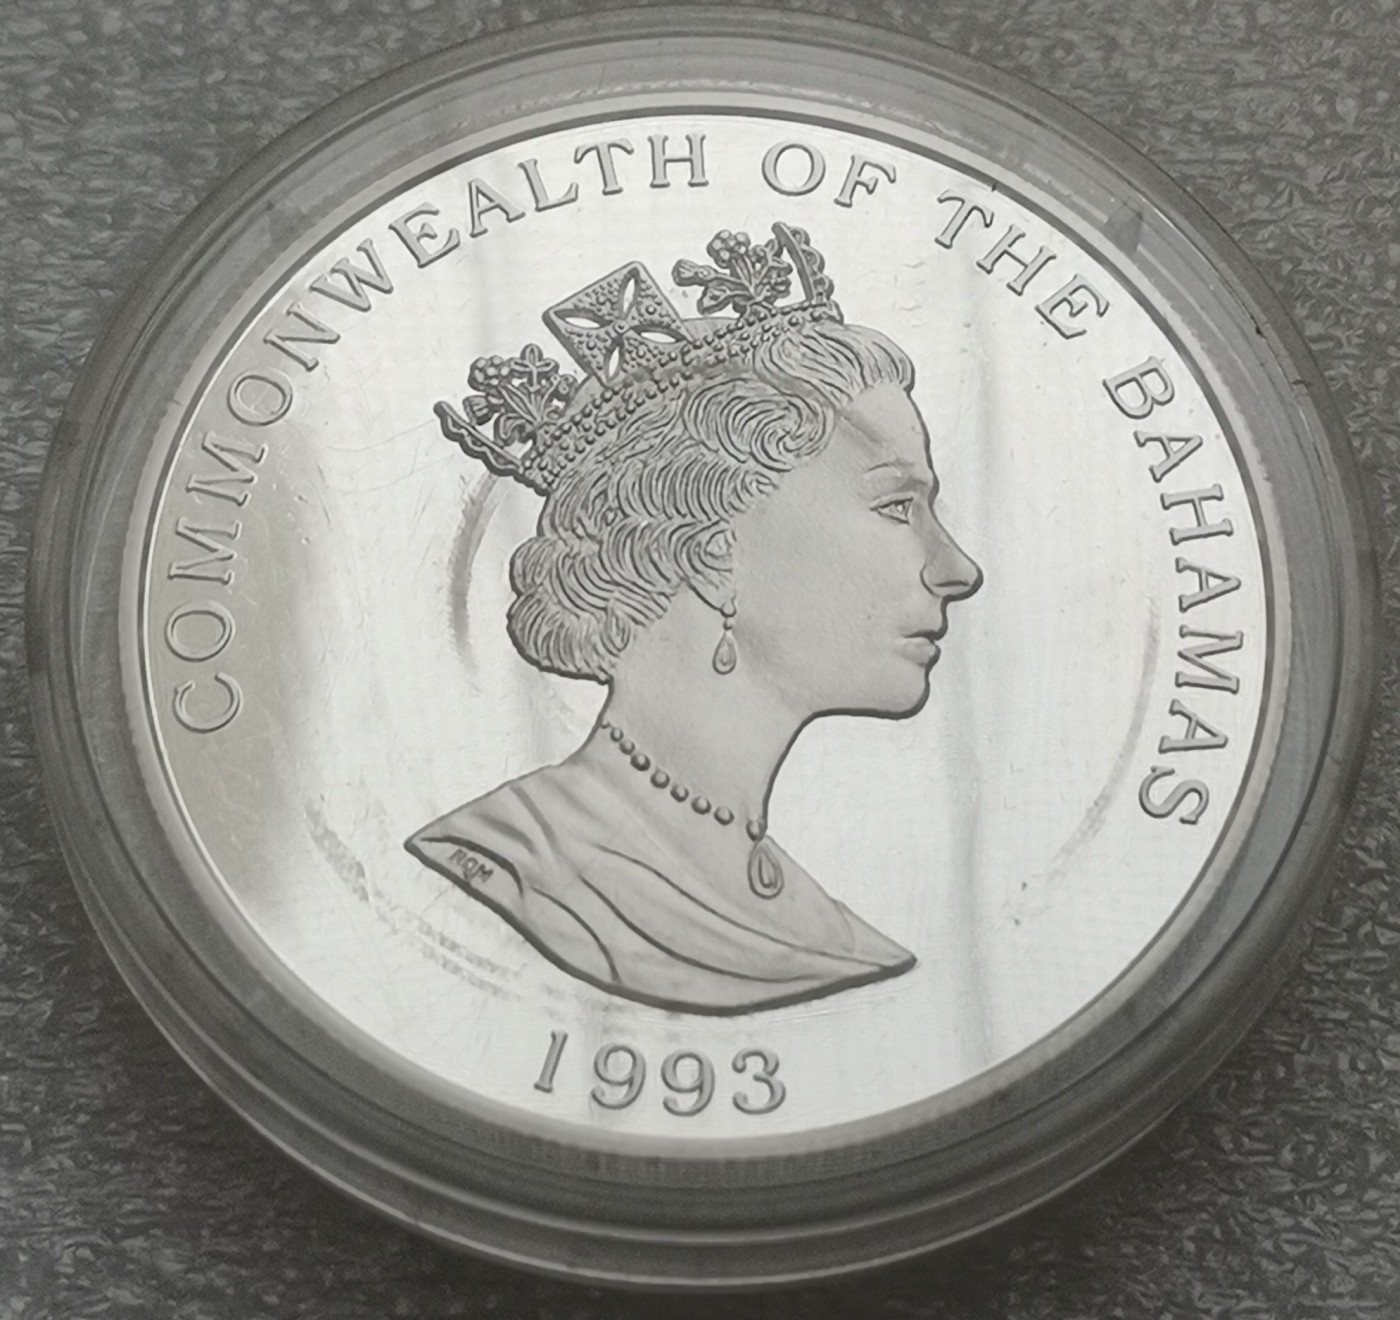 COMMONWEALTH OF THE BAHAMAS
RDM
1993